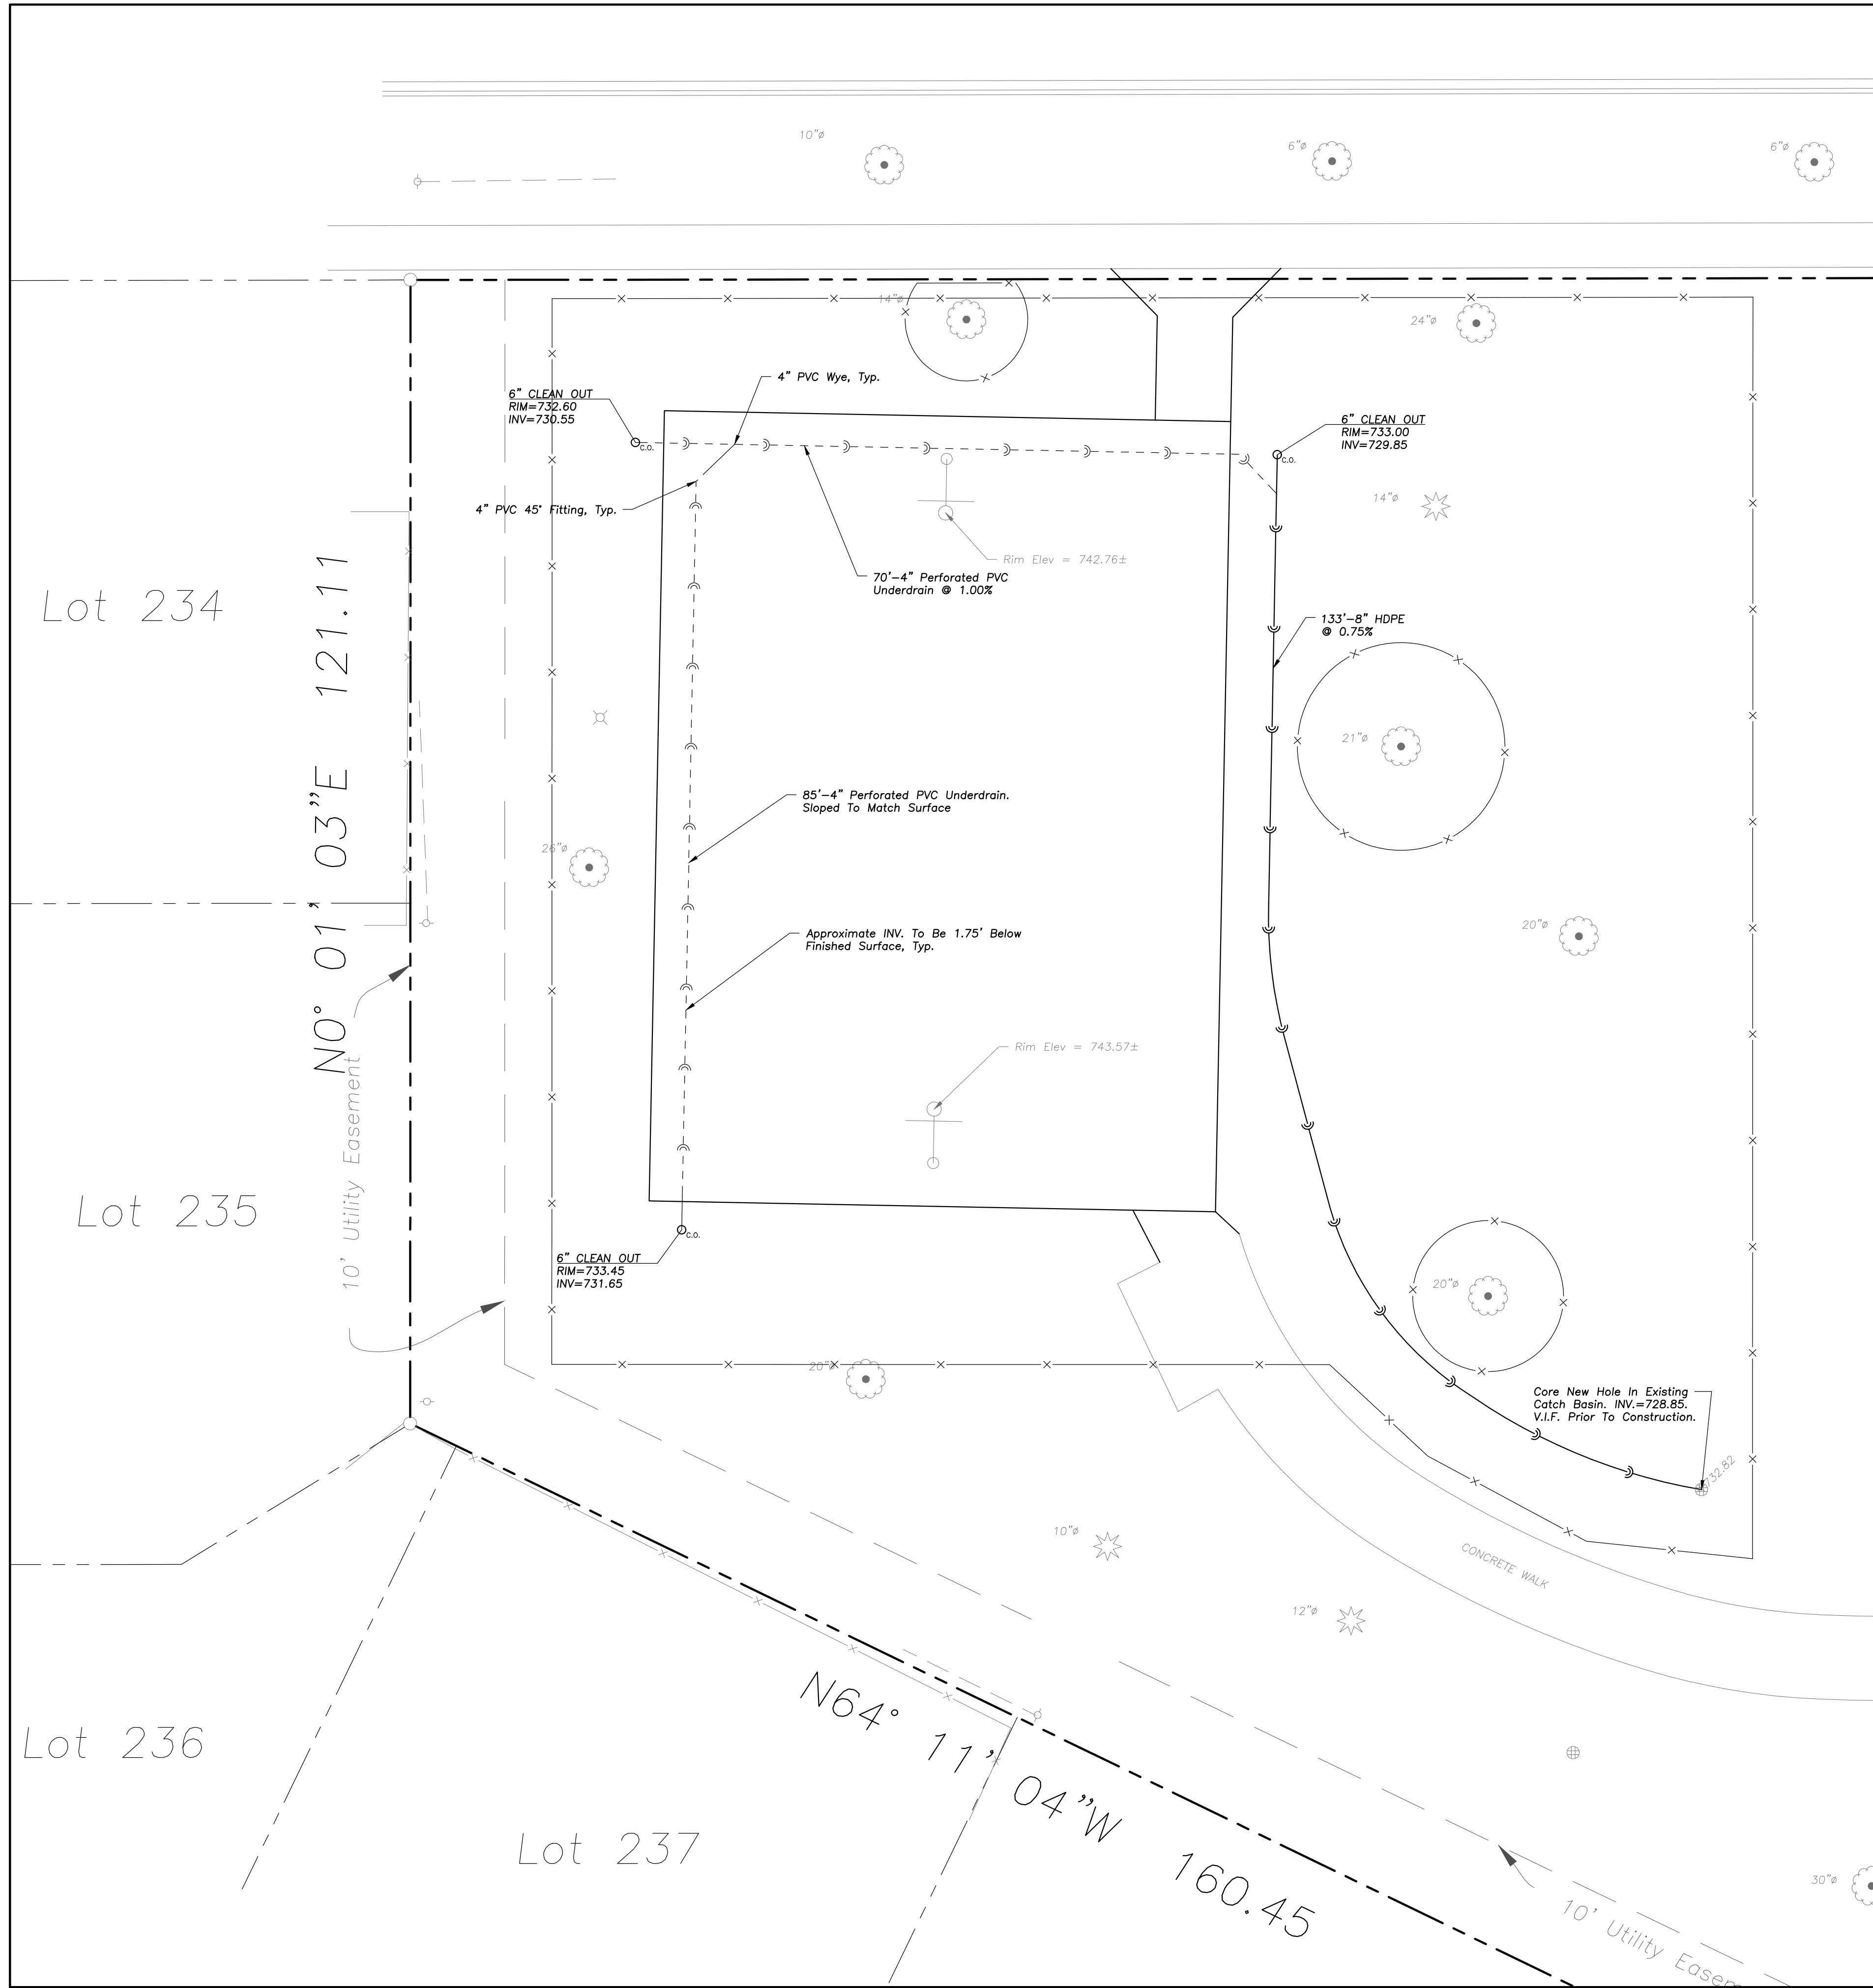 10"ø
6"ø
6"ø
14"ø
24"ø
4" PVC Wye, Typ.
6" CLEAN OUT
RIM=732.60
INV=730.55
C.O.
6" CLEAN OUT
RIM=733.00
INV=729.85
C.O.
4" PVC 45° Fitting, Typ.
14"ø
Rim Elev = 742.76±
70'-4" Perforated PVC
Underdrain @ 1.00%
Lot 234
N0° 01' 03"E 121.11
133'-8" HDPE
@ 0.75%
21"ø
85'-4" Perforated PVC Underdrain.
Sloped To Match Surface
26"ø
20"ø
Approximate INV. To Be 1.75' Below
Finished Surface, Typ.
Rim Elev = 743.57±
10' Utility Easement
Lot 235
C.O.
6" CLEAN OUT
RIM=733.45
INV=731.65
20"ø
20"ø
Core New Hole In Existing
Catch Basin. INV.=728.85.
V.I.F. Prior To Construction.
732.82
10"ø
CONCRETE WALK
12"ø
Lot 236
N64° 11' 04"W 160.45
Lot 237
30"ø
10' Utility Easem